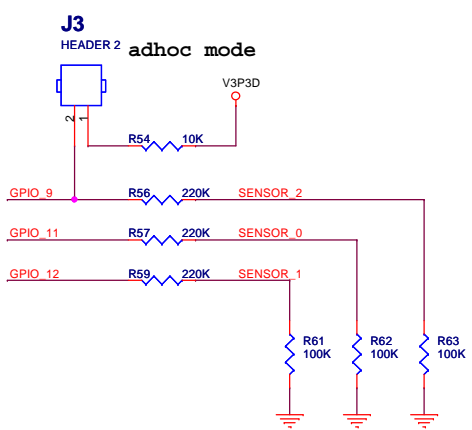 J3
HEADER 2
adhoc mode
V3P3D
2
1
R54
10K
GPIO_9
R56
220K
SENSOR_2
GPIO_11
R57
220K
SENSOR_0
GPIO_12
R59
220K
SENSOR_1
R61
100K
R62
100K
R63
100K